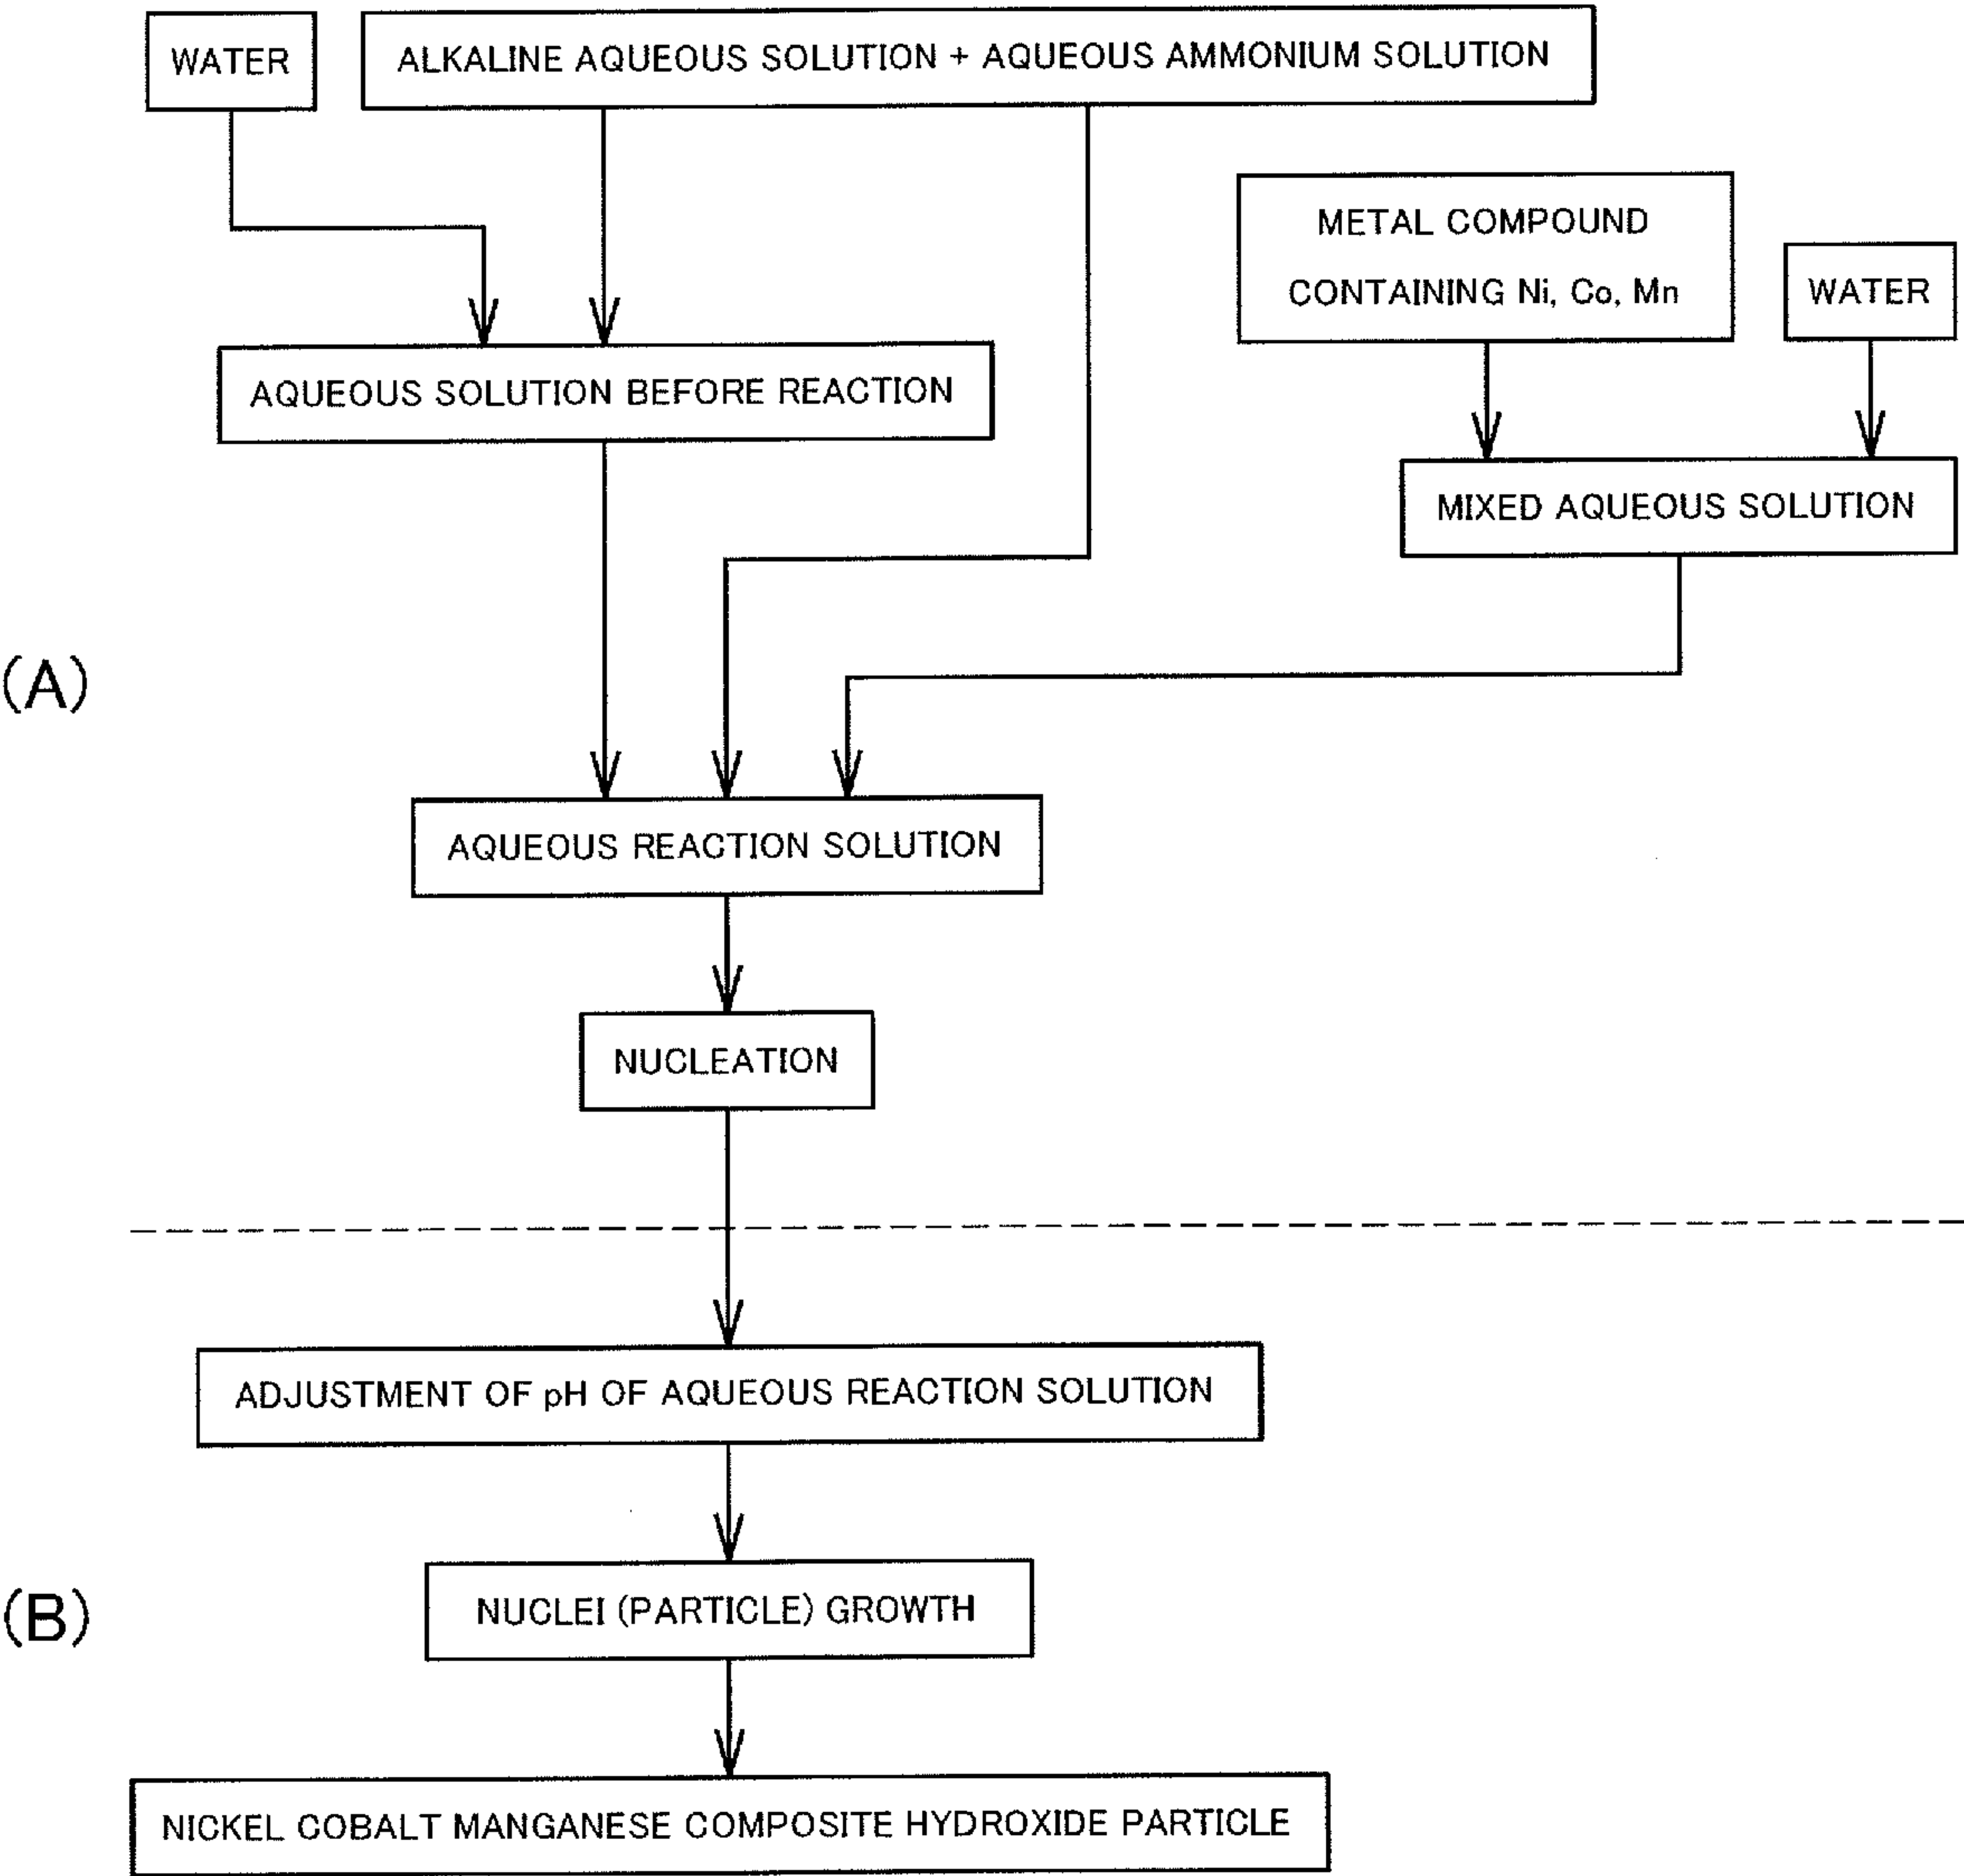 WATER
ALKALINE AQUEOUS SOLUTION + AQUEOUS AMMONIUM SOLUTION
METAL COMPOUND
CONTAINING Ni, Co, Mn
WATER
AQUEOUS SOLUTION BEFORE REACTION
MIXED AQUEOUS SOLUTION
(A)
AQUEOUS REACTION SOLUTION
NUCLEATION
ADJUSTMENT OF pH OF AQUEOUS REACTION SOLUTION
(B)
NUCLEI (PARTICLE) GROWTH
NICKEL COBALT MANGANESE COMPOSITE HYDROXIDE PARTICLE